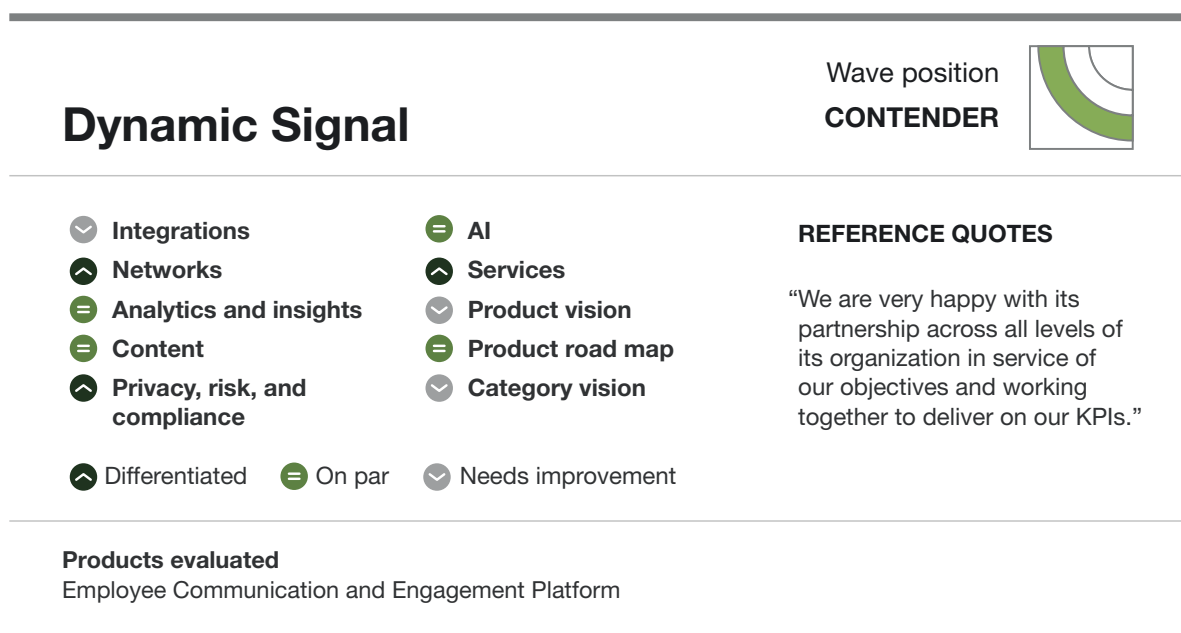 Wave position
CONTENDER
Dynamic Signal
Integrations
Networks
Analytics and insights
Content
Privacy, risk, and
compliance
AI
Services
Product vision
Product road map
Category vision
Differentiated
On par
Needs improvement
REFERENCE QUOTES
“We are very happy with its
partnership across all levels of
its organization in service of
our objectives and working
together to deliver on our KPIs.”
Products evaluated
Employee Communication and Engagement Platform